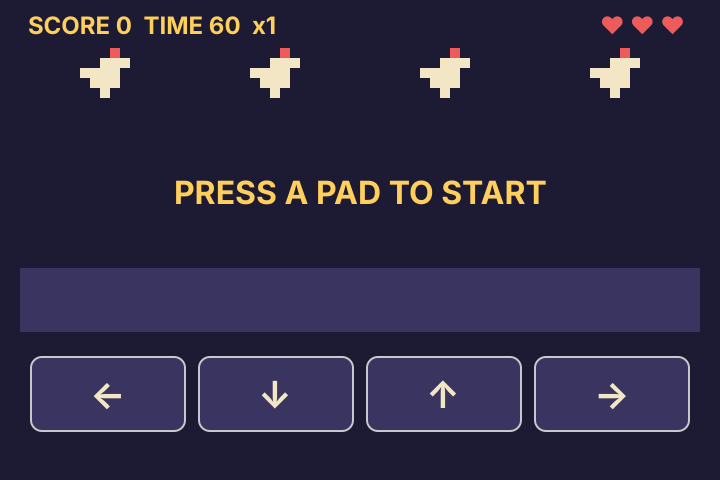 SCORE 0 TIME 60 x1
PRESS A PAD TO START
← ↓ ↑ →